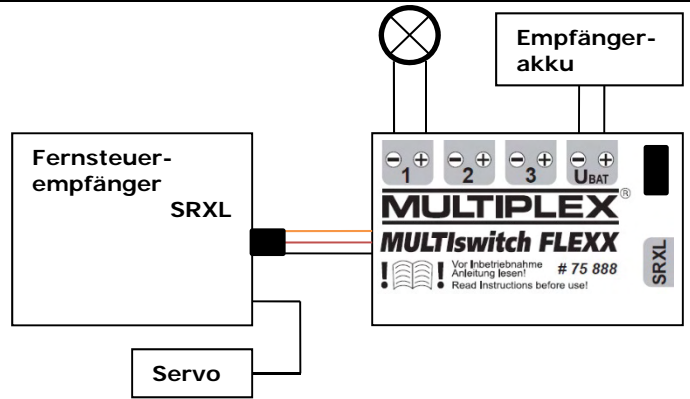 Empfänger-
akku
Fernsteuer-
empfänger
SRXL
Servo
- + - + - + - +
1 2 3 UBAT
MULTIPLEX®
MULTIswitch FLEXX
! ! Vor Inbetriebnahme
Anleitung lesen! # 75 888
Read Instructions before use!
SRXL